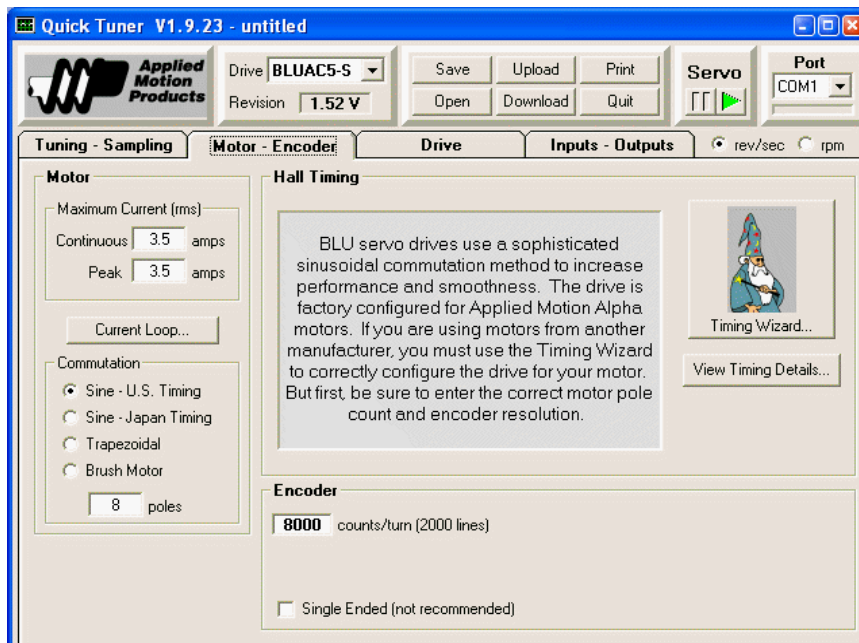 Quick Tuner V1.9.23 - untitled
Applied
Motion
Products
Drive BLUAC5-S
Revision 1.52 V
Save Upload Print
Open Download Quit
Servo
Port
COM1
Tuning - Sampling Motor - Encoder Drive Inputs - Outputs rev/sec rpm
Motor
Maximum Current (rms)
Continuous 3.5 amps
Peak 3.5 amps
Current Loop...
Commutation
Sine - U.S. Timing
Sine - Japan Timing
Trapezoidal
Brush Motor
8 poles
Hall Timing
BLU servo drives use a sophisticated
sinusoidal commutation method to increase
performance and smoothness. The drive is
factory configured for Applied Motion Alpha
motors. If you are using motors from another
manufacturer, you must use the Timing Wizard
to correctly configure the drive for your motor.
But first, be sure to enter the correct motor pole
count and encoder resolution.
Timing Wizard...
View Timing Details...
Encoder
8000 counts/turn (2000 lines)
Single Ended (not recommended)